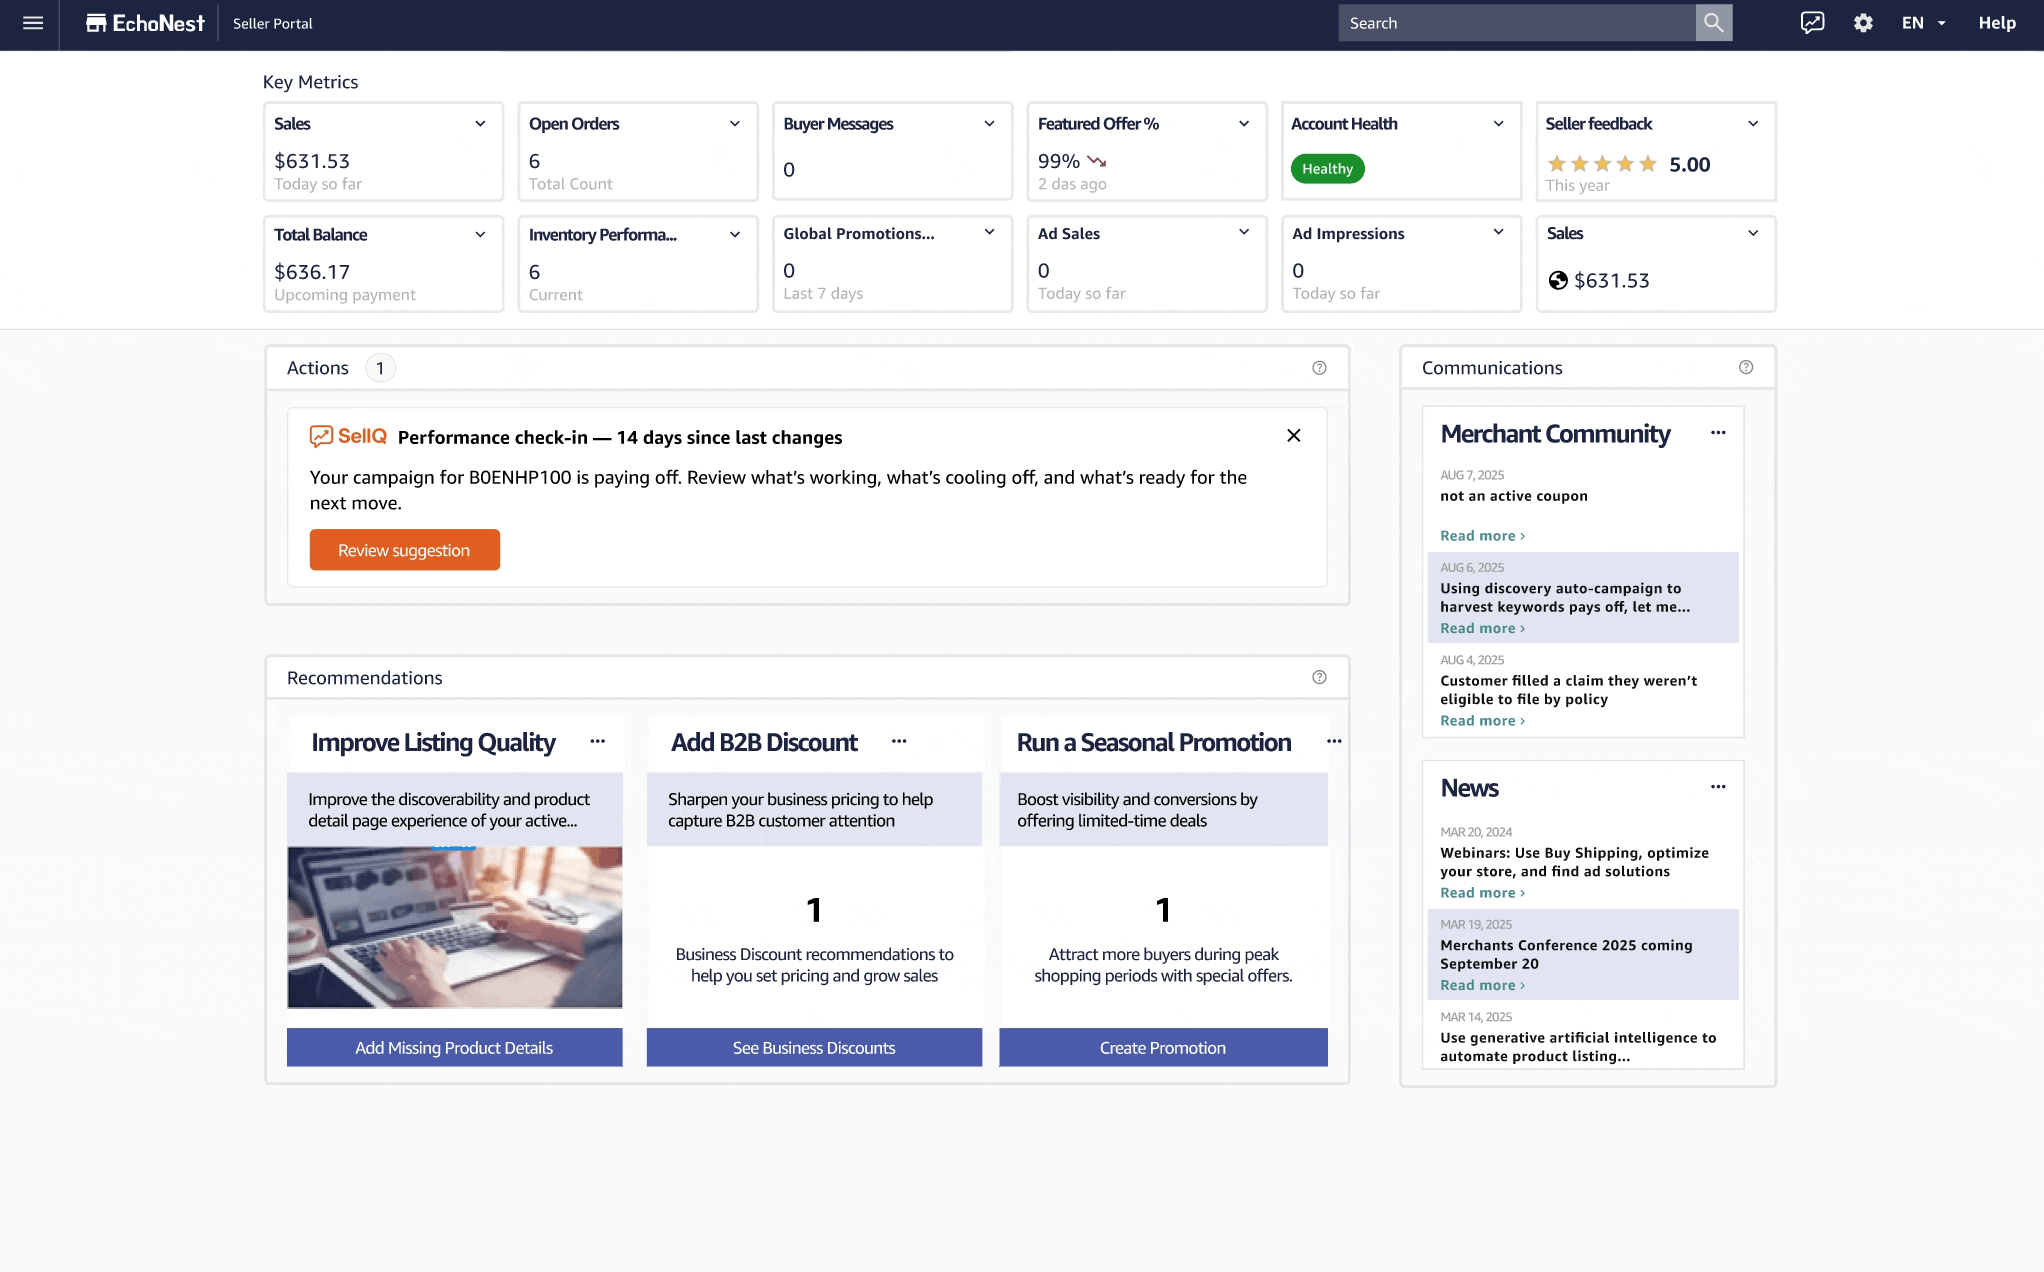 EchoNest
Seller Portal
Search
EN
Help
Key Metrics
Sales
$631.53
Today so far
Open Orders
6
Total Count
Buyer Messages
0
Featured Offer %
99%
2 das ago
Account Health
Healthy
Seller feedback
5.00
This year
Total Balance
$636.17
Upcoming payment
Inventory Performa...
6
Current
Global Promotions...
0
Last 7 days
Ad Sales
0
Today so far
Ad Impressions
0
Today so far
Sales
$631.53
Actions 1
SellQ Performance check-in — 14 days since last changes
Your campaign for B0ENHP100 is paying off. Review what’s working, what’s cooling off, and what’s ready for the
next move.
Review suggestion
Recommendations
Improve Listing Quality
Improve the discoverability and product
detail page experience of your active...
Add Missing Product Details
Add B2B Discount
Sharpen your business pricing to help
capture B2B customer attention
1
Business Discount recommendations to
help you set pricing and grow sales
See Business Discounts
Run a Seasonal Promotion
Boost visibility and conversions by
offering limited-time deals
1
Attract more buyers during peak
shopping periods with special offers.
Create Promotion
Communications
Merchant Community
AUG 7, 2025
not an active coupon
Read more ›
AUG 6, 2025
Using discovery auto-campaign to
harvest keywords pays off, let me...
Read more ›
AUG 4, 2025
Customer filled a claim they weren’t
eligible to file by policy
Read more ›
News
MAR 20, 2024
Webinars: Use Buy Shipping, optimize
your store, and find ad solutions
Read more ›
MAR 19, 2025
Merchants Conference 2025 coming
September 20
Read more ›
MAR 14, 2025
Use generative artificial intelligence to
automate product listing...